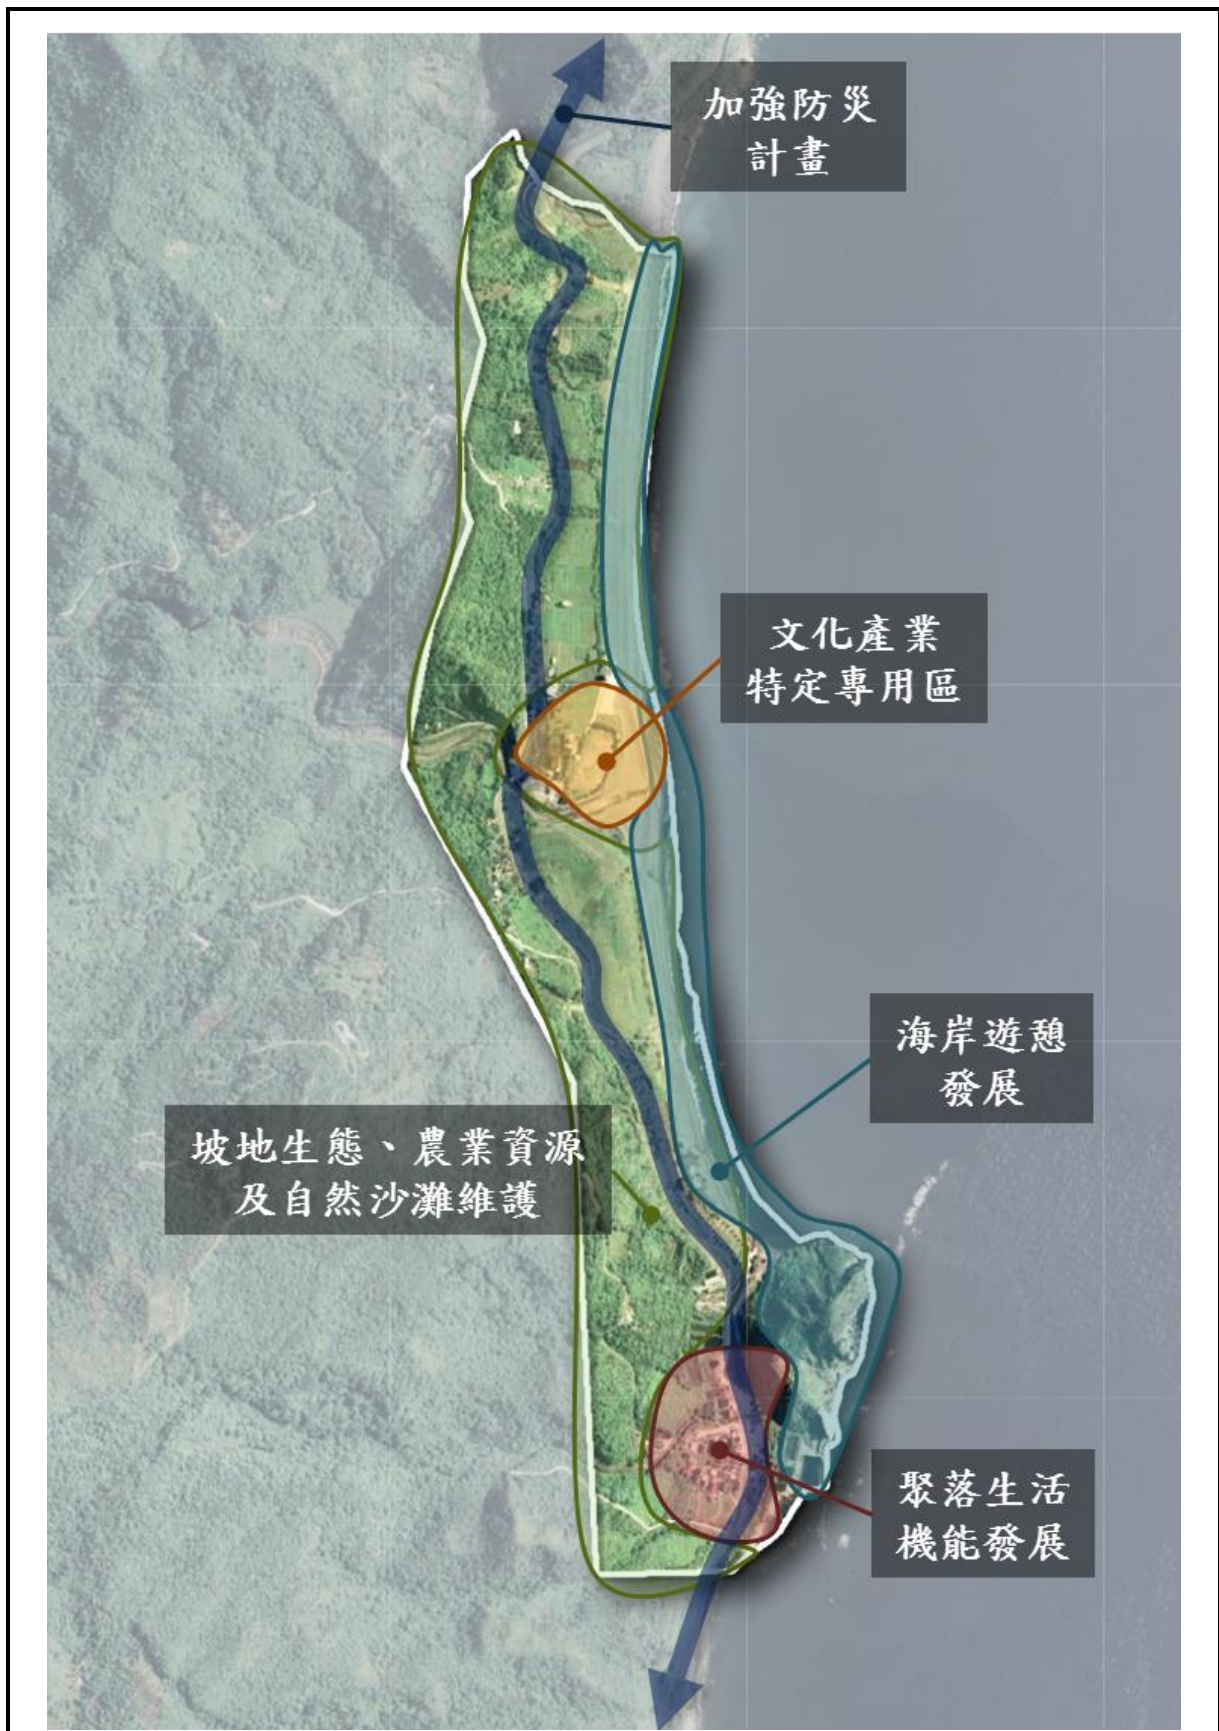 加強防災
計畫
文化產業
特定專用區
海岸遊憩
發展
坡地生態、農業資源
及自然沙灘維護
聚落生活
機能發展